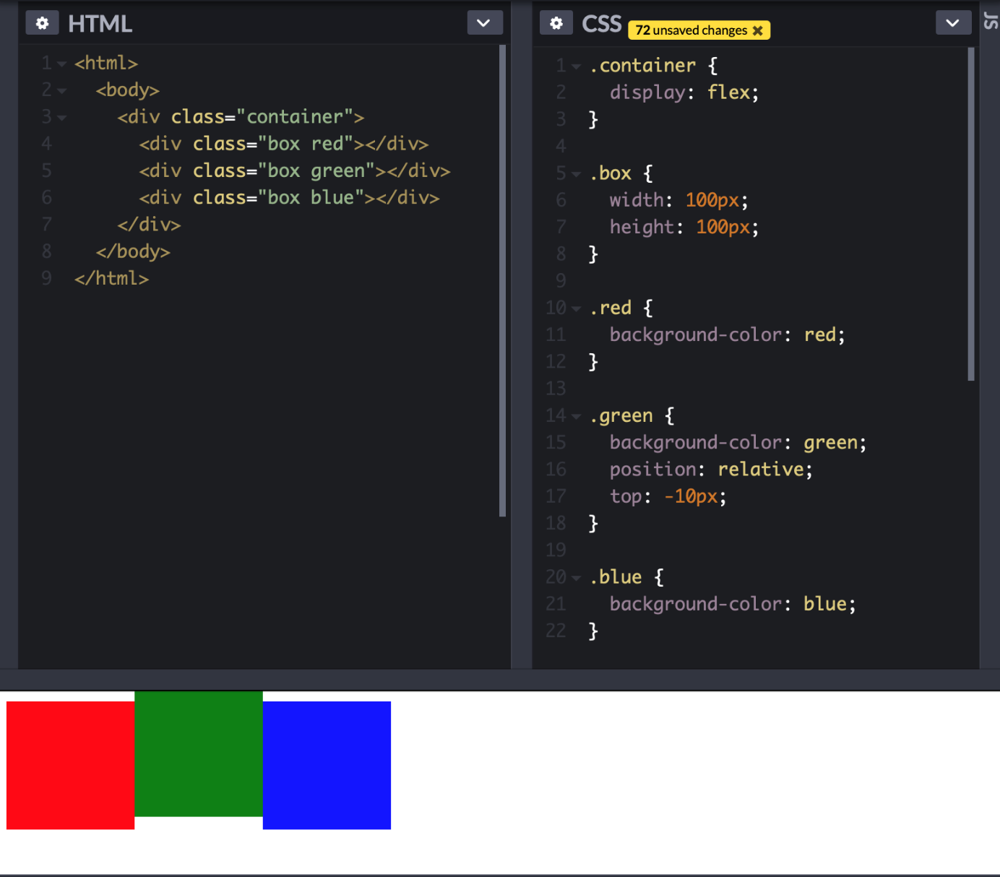 HTML
1 <html>
2   <body>
3     <div class="container">
4       <div class="box red"></div>
5       <div class="box green"></div>
6       <div class="box blue"></div>
7     </div>
8   </body>
9 </html>
CSS 72 unsaved changes ✖
1 .container {
2   display: flex;
3 }
4
5 .box {
6   width: 100px;
7   height: 100px;
8 }
9
10 .red {
11   background-color: red;
12 }
13
14 .green {
15   background-color: green;
16   position: relative;
17   top: -10px;
18 }
19
20 .blue {
21   background-color: blue;
22 }
JS